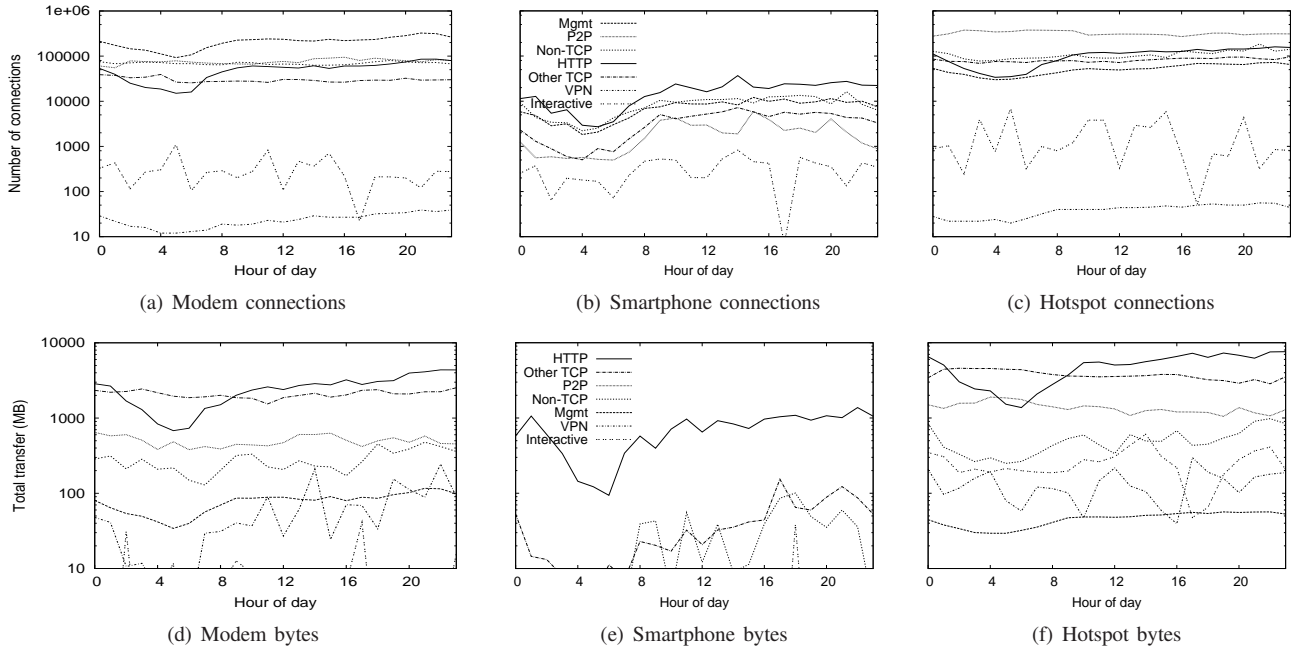 Number of connections
1e+06
100000
10000
1000
100
10
0 4 8 12 16 20
Hour of day
(a) Modem connections
Mgmt
P2P
Non-TCP
HTTP
Other TCP
VPN
Interactive
0 4 8 12 16 20
Hour of day
(b) Smartphone connections
0 4 8 12 16 20
Hour of day
(c) Hotspot connections
Total transfer (MB)
10000
1000
100
10
0 4 8 12 16 20
Hour of day
(d) Modem bytes
HTTP
Other TCP
P2P
Non-TCP
Mgmt
VPN
Interactive
0 4 8 12 16 20
Hour of day
(e) Smartphone bytes
0 4 8 12 16 20
Hour of day
(f) Hotspot bytes